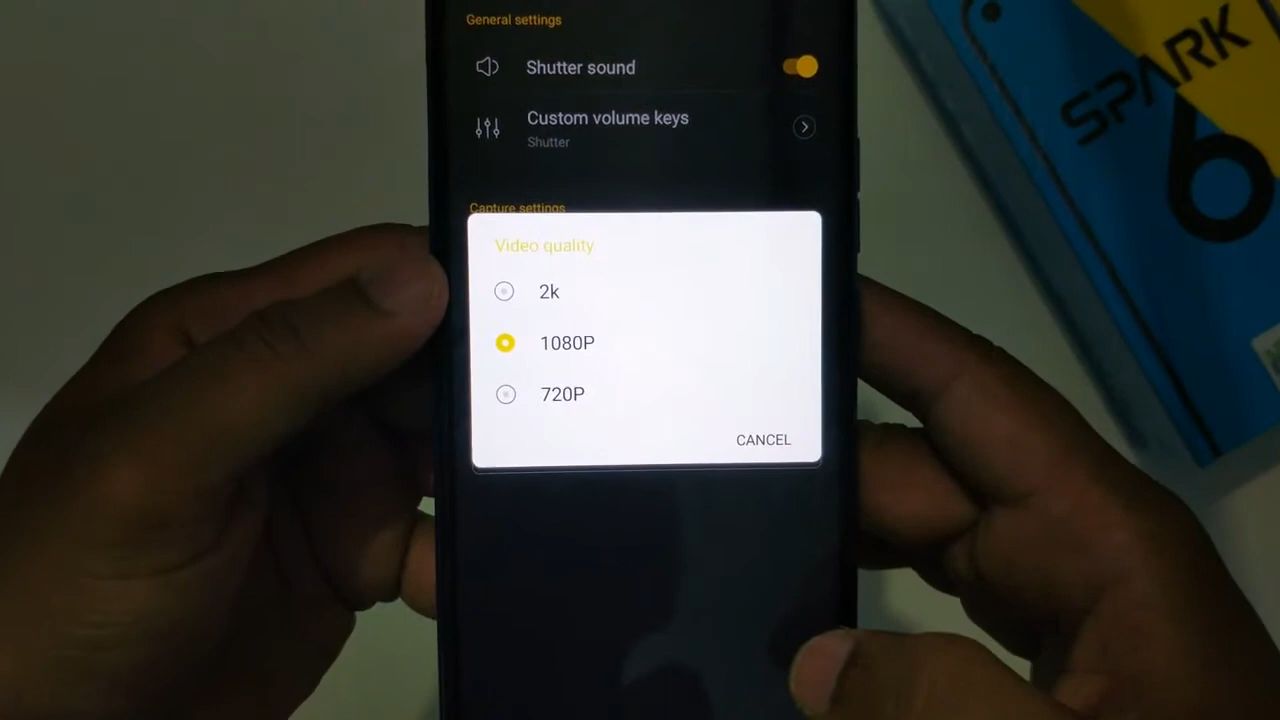 General settings
Shutter sound
Custom volume keys
Shutter
Capture settings
Video quality
2k
1080P
720P
CANCEL
SPARK
6